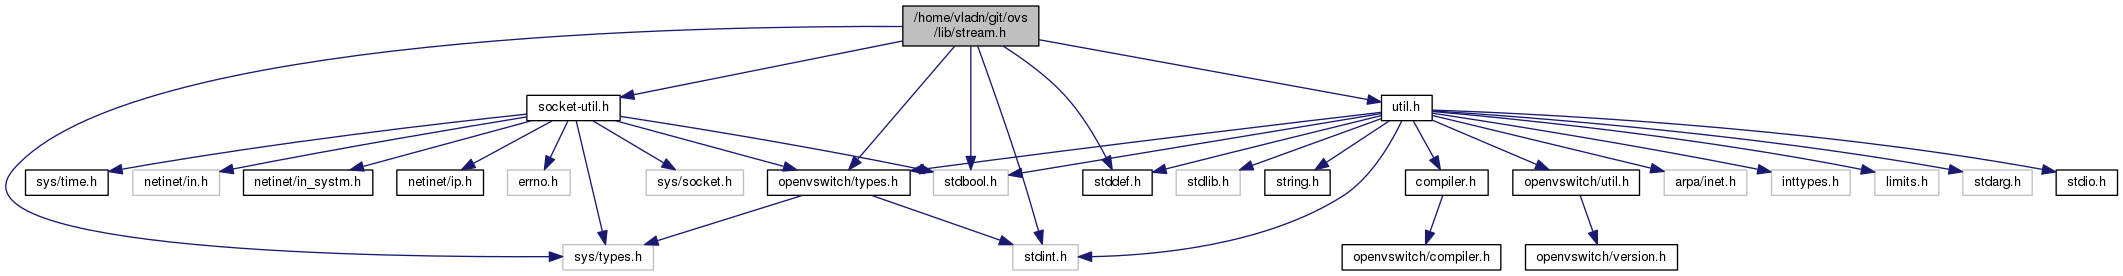 /home/vladn/git/ovs
/lib/stream.h
socket-util.h
util.h
sys/time.h
netinet/in.h
netinet/in_systm.h
netinet/ip.h
errno.h
sys/socket.h
openvswitch/types.h
stdbool.h
stddef.h
stdlib.h
string.h
compiler.h
openvswitch/util.h
arpa/inet.h
inttypes.h
limits.h
stdarg.h
stdio.h
sys/types.h
stdint.h
openvswitch/compiler.h
openvswitch/version.h